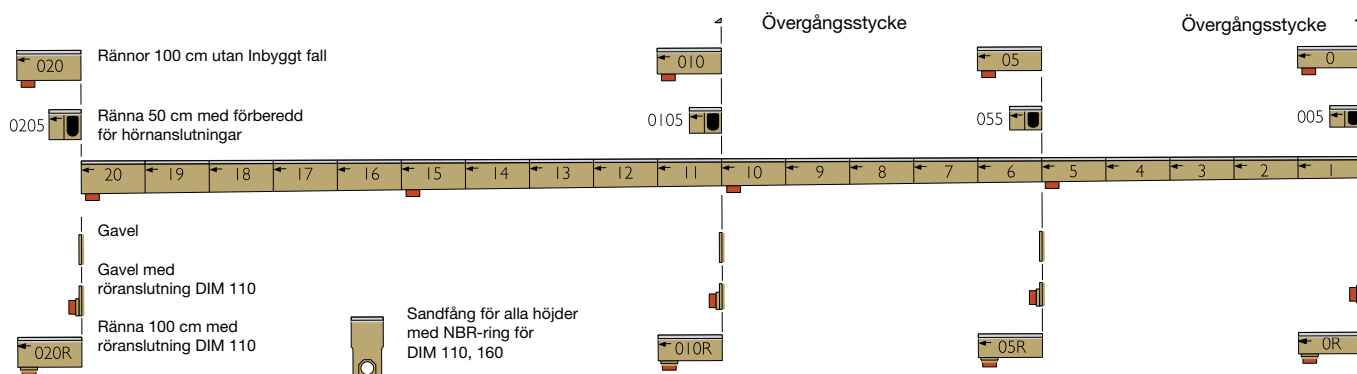 Övergångsstycke Övergångsstycke
020 Rännor 100 cm utan Inbyggt fall 010 05 0
0205 Ränna 50 cm med förberedd
för hörnanslutningar
0105 055 005
20 19 18 17 16 15 14 13 12 11 10 9 8 7 6 5 4 3 2 1
Gavel
Gavel med
röranslutning DIM 110
Ränna 100 cm med
röranslutning DIM 110
020R
Sandfång för alla höjder
med NBR-ring för
DIM 110, 160
010R 05R 0R